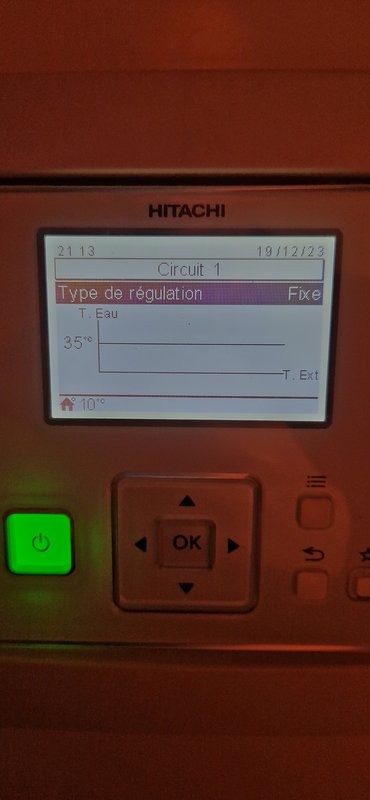 HITACHI
21 13 19/12/23
Circuit 1
Type de régulation Fixe
T. Eau
35°c
T. Ext
10°c
OK